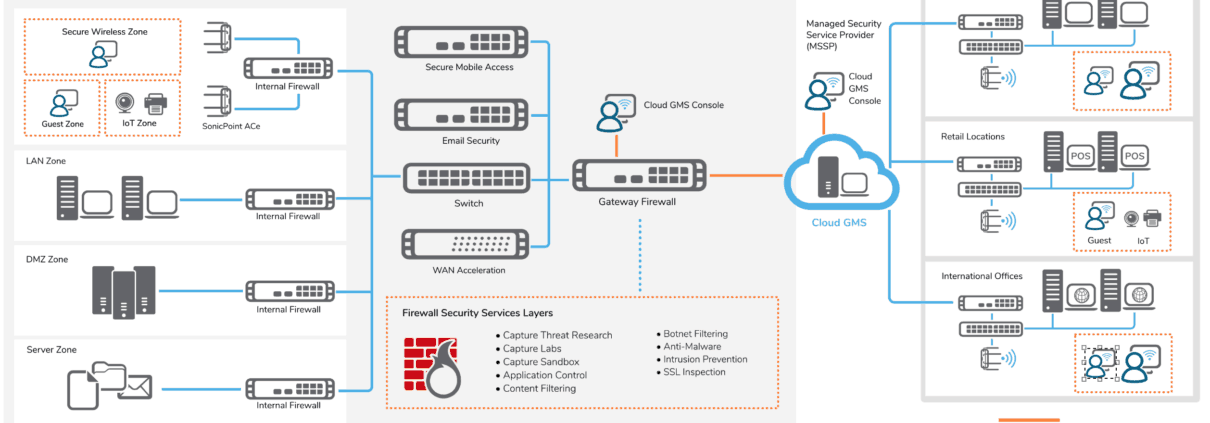 Secure Wireless Zone
Guest Zone
IoT Zone
SonicPoint ACe
Internal Firewall
LAN Zone
Internal Firewall
DMZ Zone
Internal Firewall
Server Zone
Internal Firewall
Secure Mobile Access
Email Security
Switch
WAN Acceleration
Cloud GMS Console
Gateway Firewall
Firewall Security Services Layers
• Capture Threat Research
• Capture Labs
• Capture Sandbox
• Application Control
• Content Filtering
• Botnet Filtering
• Anti-Malware
• Intrusion Prevention
• SSL Inspection
Managed Security
Service Provider
(MSSP)
Cloud
GMS
Console
Cloud GMS
Retail Locations
POS
POS
Guest
IoT
International Offices